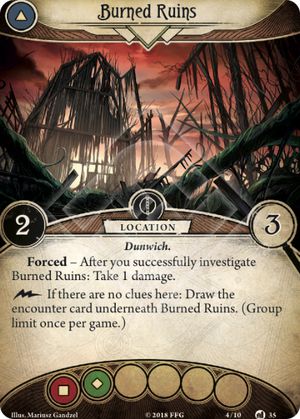 Burned Ruins
2
LOCATION
3
Dunwich.
Forced – After you successfully investigate
Burned Ruins: Take 1 damage.
If there are no clues here: Draw the
encounter card underneath Burned Ruins. (Group
limit once per game.)
Illus. Mariusz Gandzel
© 2018 FFG
4/10
35